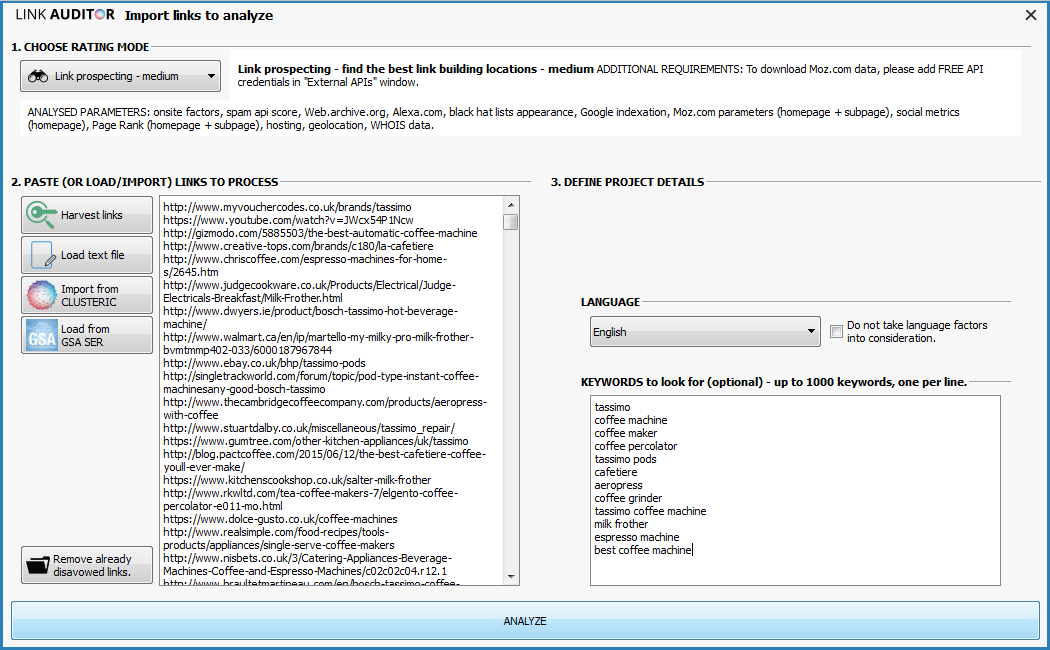 LINK AUDITOR Import links to analyze
1. CHOOSE RATING MODE
Link prospecting - medium
Link prospecting - find the best link building locations - medium ADDITIONAL REQUIREMENTS: To download Moz.com data, please add FREE API
credentials in "External APIs" window.
ANALYSED PARAMETERS: onsite factors, spam api score, Web.archive.org, Alexa.com, black hat lists appearance, Google indexation, Moz.com parameters (homepage + subpage), social metrics
(homepage), Page Rank (homepage + subpage), hosting, geolocation, WHOIS data.
2. PASTE (OR LOAD/IMPORT) LINKS TO PROCESS
Harvest links
Load text file
Import from
CLUSTERIC
GSA
Load from
GSA SER
Remove already
disavowed links.
http://www.myvouchercodes.co.uk/brands/tassimo
https://www.youtube.com/watch?v=JWcx54P1Ncw
http://gizmodo.com/5885503/the-best-automatic-coffee-machine
http://www.creative-tops.com/brands/c180/la-cafetiere
http://www.chriscoffee.com/espresso-machines-for-home-
s/2645.htm
http://www.judgecookware.co.uk/Products/Electrical/Judge-
Electricals-Breakfast/Milk-Frother.html
http://www.dwyers.ie/product/bosch-tassimo-hot-beverage-
machine/
http://www.walmart.ca/en/ip/martello-my-milky-pro-milk-frother-
bvmtmmp402-033/6000187967844
http://www.ebay.co.uk/bhp/tassimo-pods
http://singletrackworld.com/forum/topic/pod-type-instant-coffee-
machinesany-good-bosch-tassimo
http://www.thecambridgecoffeecompany.com/products/aeropress-
with-coffee
http://www.stuartdalby.co.uk/miscellaneous/tassimo_repair/
https://www.gumtree.com/other-kitchen-appliances/uk/tassimo
http://blog.pactcoffee.com/2015/06/12/the-best-cafetiere-coffee-
youll-ever-make/
https://www.kitchenscookshop.co.uk/salter-milk-frother
http://www.rkwltd.com/tea-coffee-makers-7/elgento-coffee-
percolator-e011-mo.html
https://www.dolce-gusto.co.uk/coffee-machines
http://www.realsimple.com/food-recipes/tools-
products/appliances/single-serve-coffee-makers
http://www.nisbets.co.uk/3/Catering-Appliances-Beverage-
Machines-Coffee-and-Espresso-Machines/c02c02c04.r12.1
http://www.braultetmartineau.com/en/bosch-tassimo-coffee-
3. DEFINE PROJECT DETAILS
LANGUAGE
English
Do not take language factors
into consideration.
KEYWORDS to look for (optional) - up to 1000 keywords, one per line.
tassimo
coffee machine
coffee maker
coffee percolator
tassimo pods
cafetiere
aeropress
coffee grinder
tassimo coffee machine
milk frother
espresso machine
best coffee machine
ANALYZE